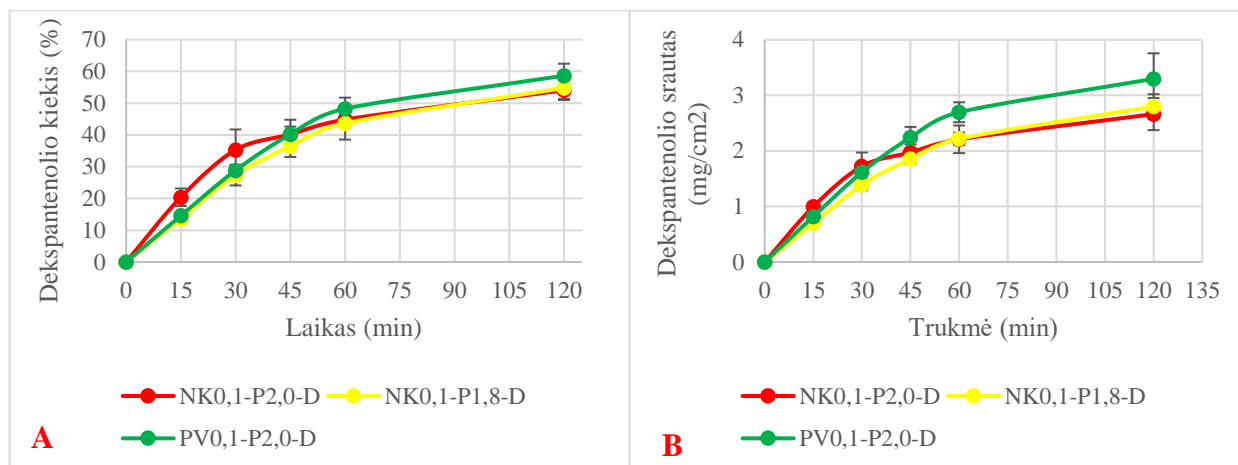 Dekspantenolio kiekis (%)
70
60
50
40
30
20
10
0
0 15 30 45 60 75 90 105 120
Laikas (min)
NK0,1-P2,0-D NK0,1-P1,8-D
PV0,1-P2,0-D
A
Dekspantenolio srautas
(mg/cm2)
4
3
2
1
0
0 15 30 45 60 75 90 105 120 135
Trukmė (min)
NK0,1-P2,0-D NK0,1-P1,8-D
PV0,1-P2,0-D
B